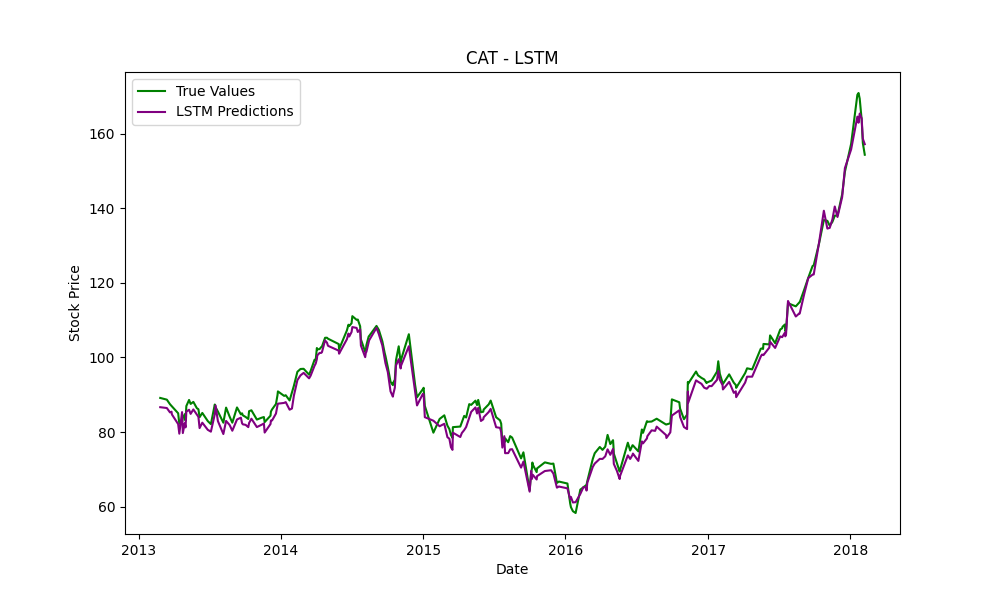 CAT - LSTM
True Values
LSTM Predictions
160
140
120
100
80
60
Stock Price
2013 2014 2015 2016 2017 2018
Date